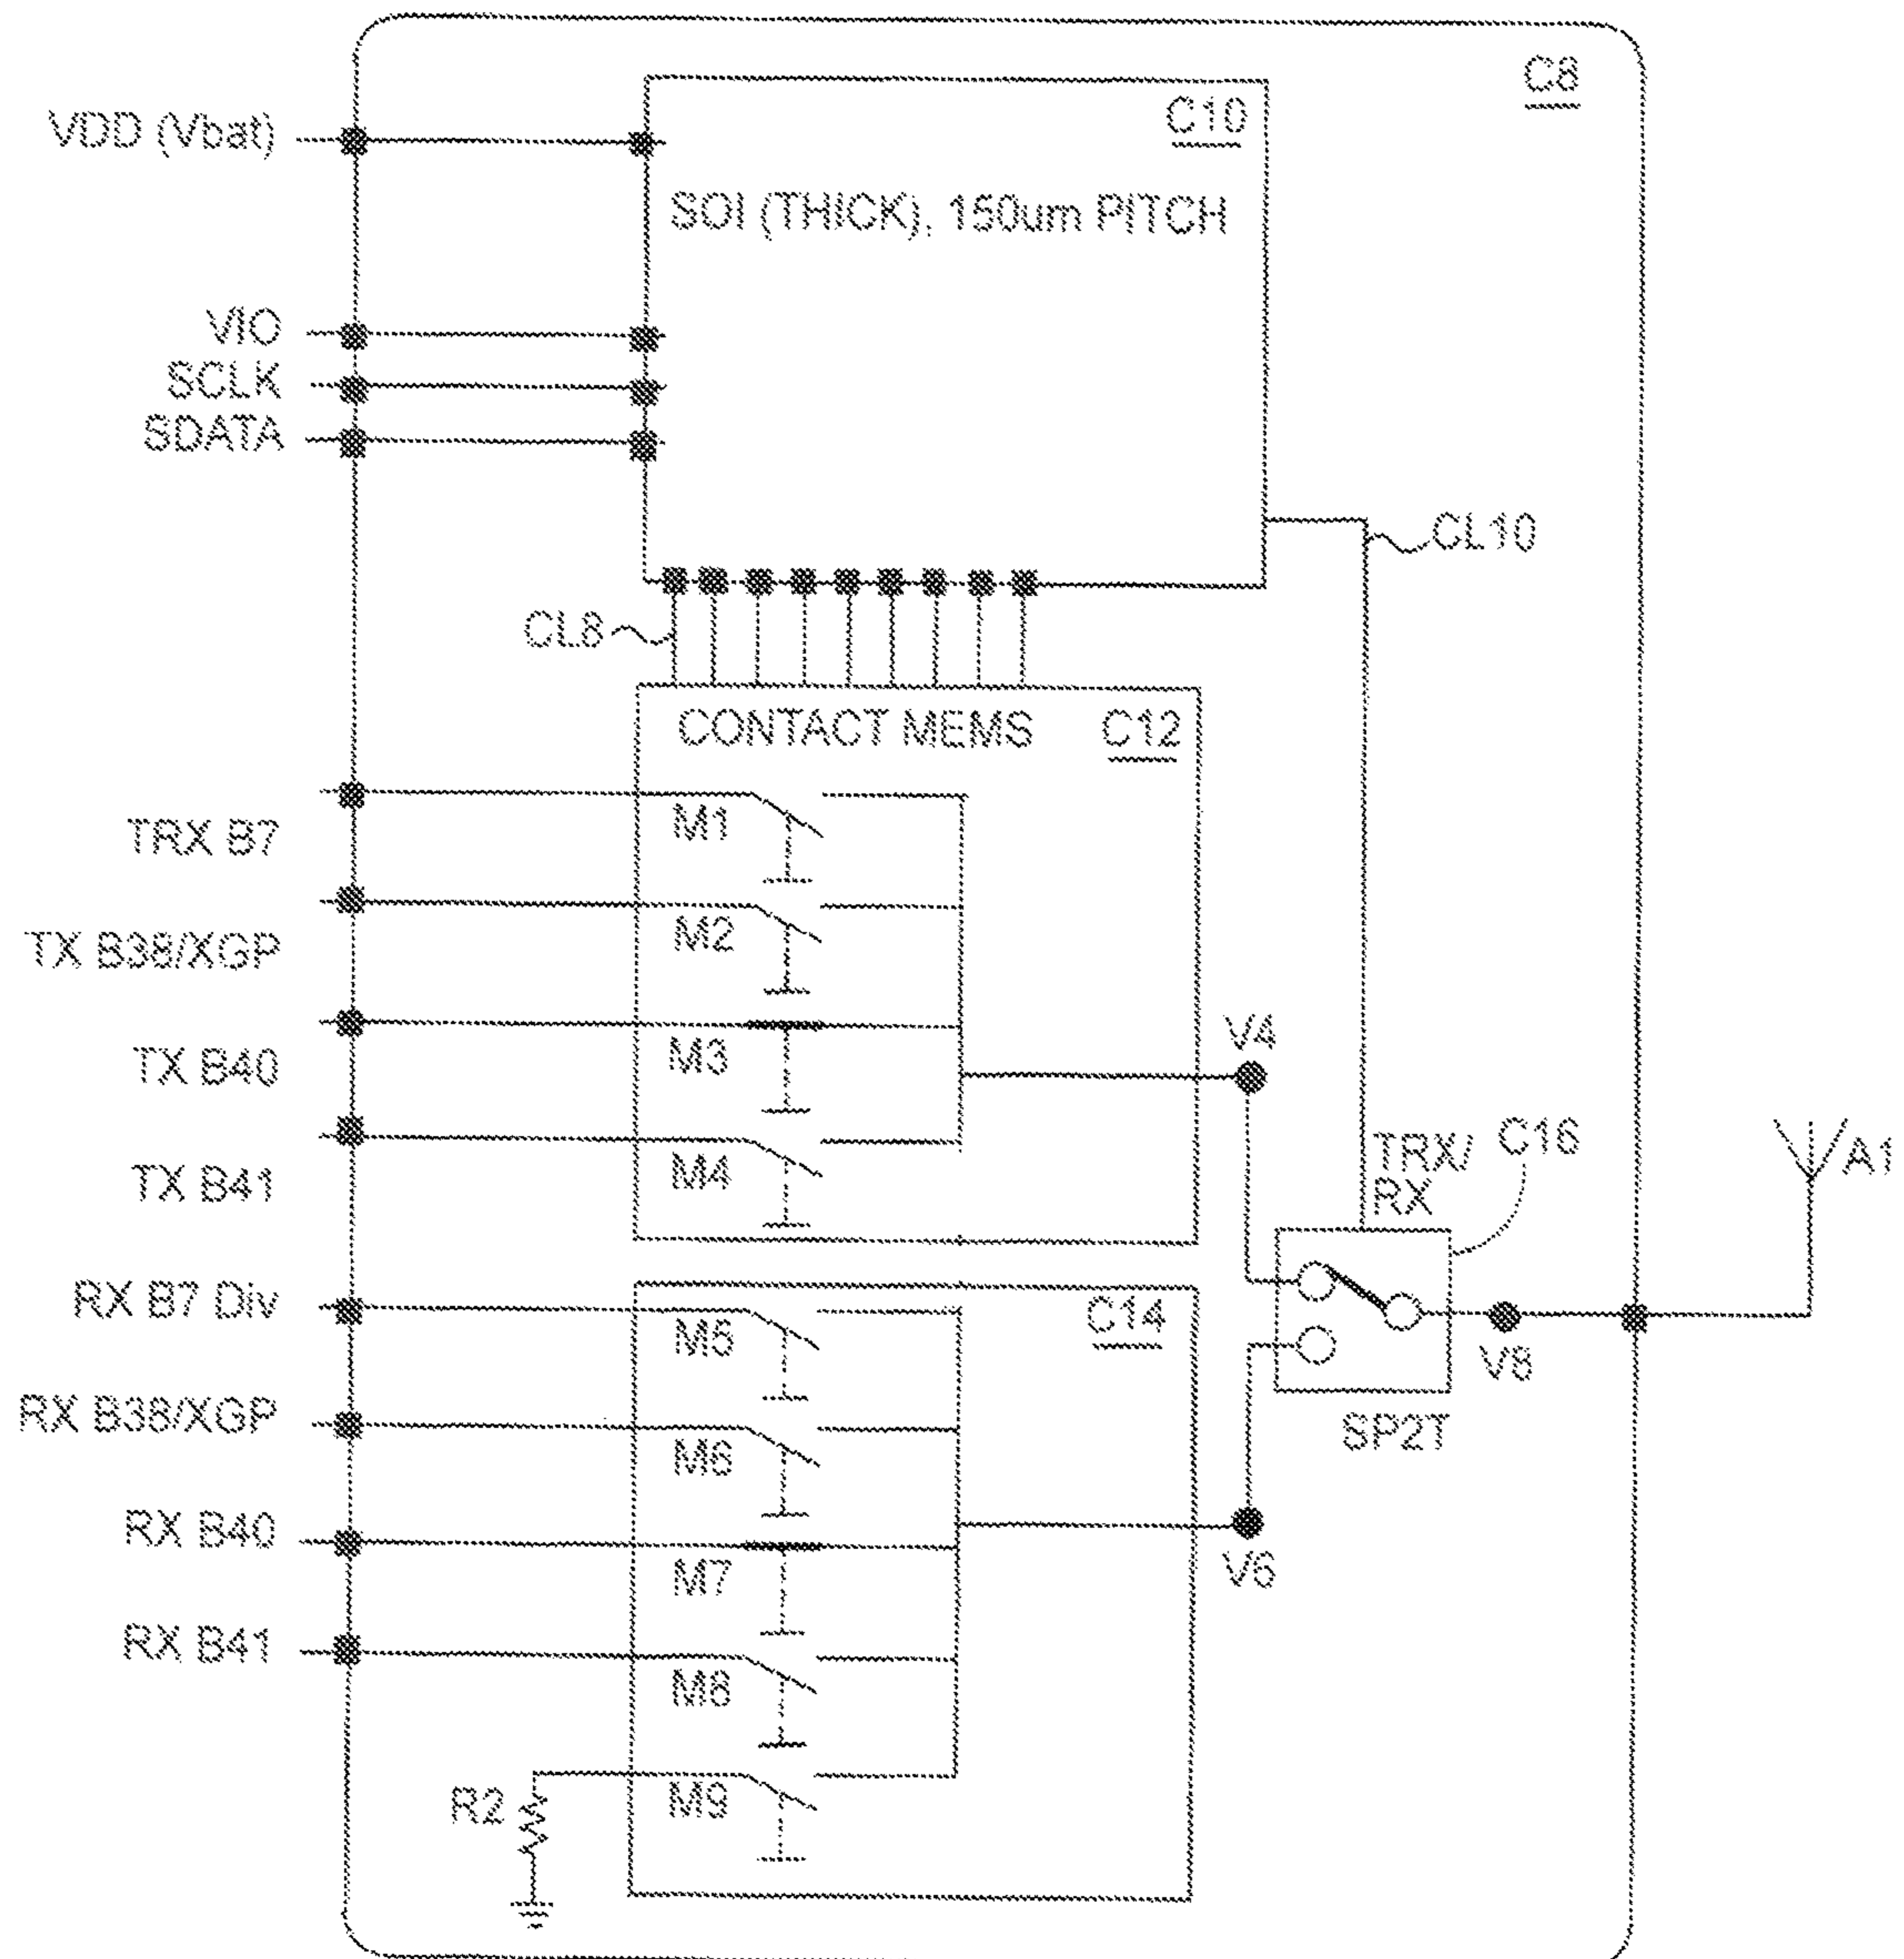 C8
C10
VDD (Vbat)
SOI (THICK), 150um PITCH
VIO
SCLK
SDATA
CL10
CL8
CONTACT MEMS
C12
TRX B7
M1
TX B38/XGP
M2
TX B40
M3
V4
TX B41
M4
TRX/
RX
C16
A1
RX B7 Div
M5
C14
V8
RX B38/XGP
M6
SP2T
RX B40
M7
V6
RX B41
M8
R2
M9